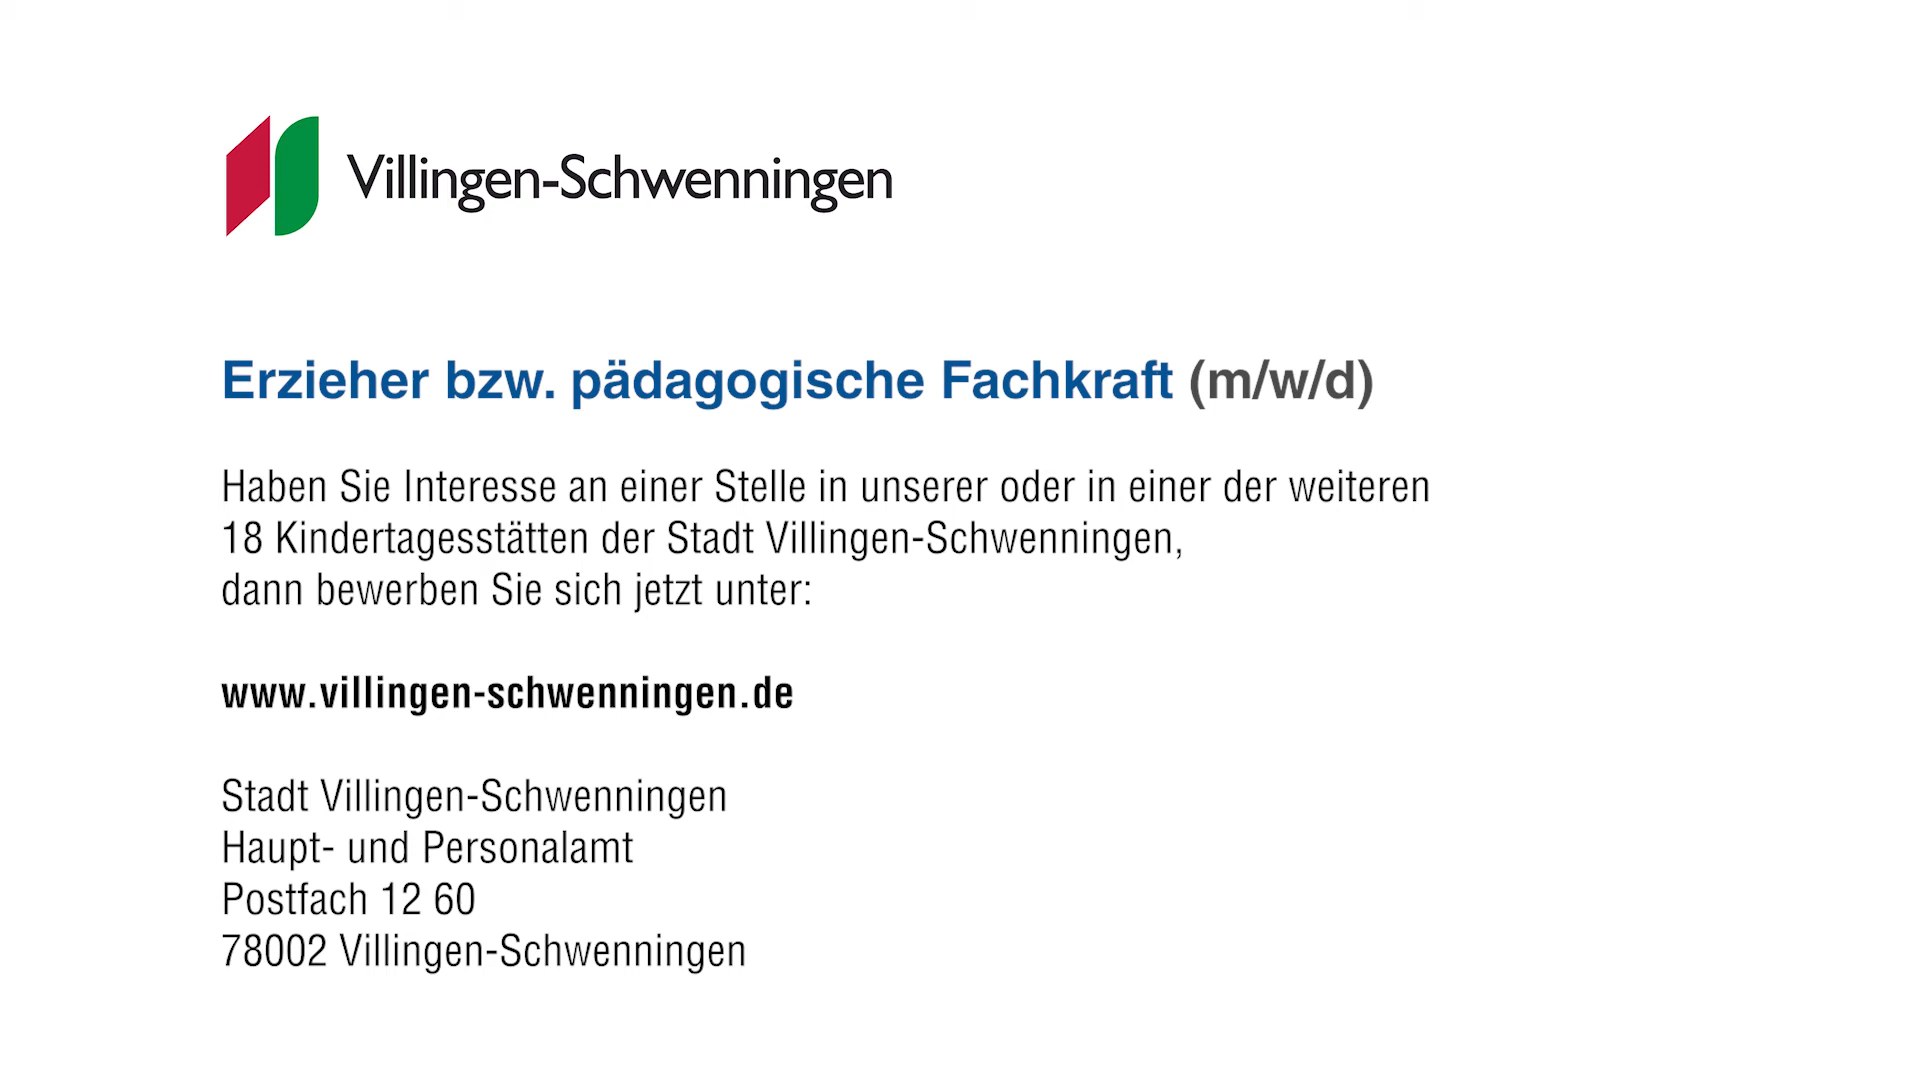 Villingen-Schwenningen
Erzieher bzw. pädagogische Fachkraft (m/w/d)
Haben Sie Interesse an einer Stelle in unserer oder in einer der weiteren
18 Kindertagesstätten der Stadt Villingen-Schwenningen,
dann bewerben Sie sich jetzt unter:
www.villingen-schwenningen.de
Stadt Villingen-Schwenningen
Haupt- und Personalamt
Postfach 12 60
78002 Villingen-Schwenningen